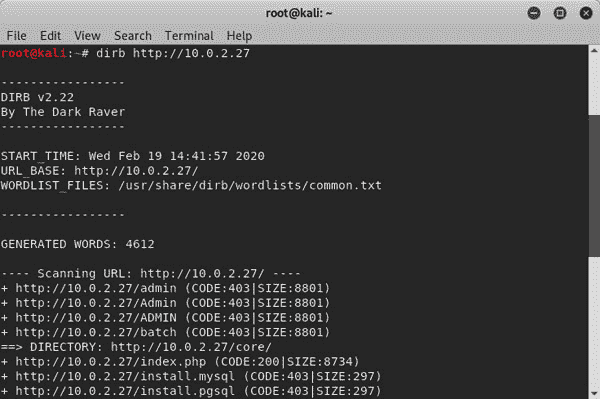 root@kali: ~
File Edit View Search Terminal Help
root@kali:~# dirb http://10.0.2.27
-----------------
DIRB v2.22
By The Dark Raver
-----------------
START_TIME: Wed Feb 19 14:41:57 2020
URL_BASE: http://10.0.2.27/
WORDLIST_FILES: /usr/share/dirb/wordlists/common.txt
-----------------
GENERATED WORDS: 4612
---- Scanning URL: http://10.0.2.27/ ----
+ http://10.0.2.27/admin (CODE:403|SIZE:8801)
+ http://10.0.2.27/Admin (CODE:403|SIZE:8801)
+ http://10.0.2.27/ADMIN (CODE:403|SIZE:8801)
+ http://10.0.2.27/batch (CODE:403|SIZE:8801)
==> DIRECTORY: http://10.0.2.27/core/
+ http://10.0.2.27/index.php (CODE:200|SIZE:8734)
+ http://10.0.2.27/install.mysql (CODE:403|SIZE:297)
+ http://10.0.2.27/install.pgsql (CODE:403|SIZE:297)